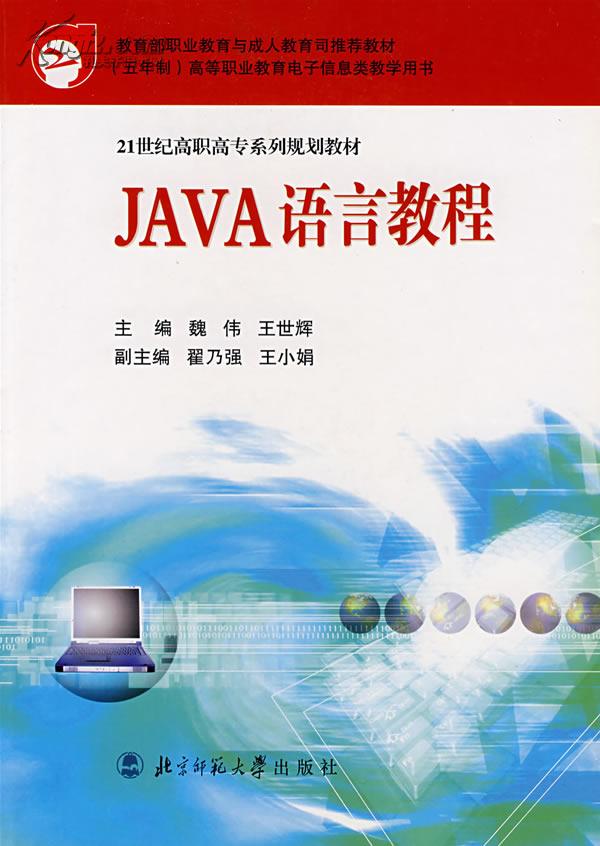 教育部职业教育与成人教育司推荐教材
（五年制）高等职业教育电子信息类教学用书
21世纪高职高专系列规划教材
JAVA语言教程
主 编 魏 伟 王世辉
副主编 翟乃强 王小娟
北京师范大学出版社